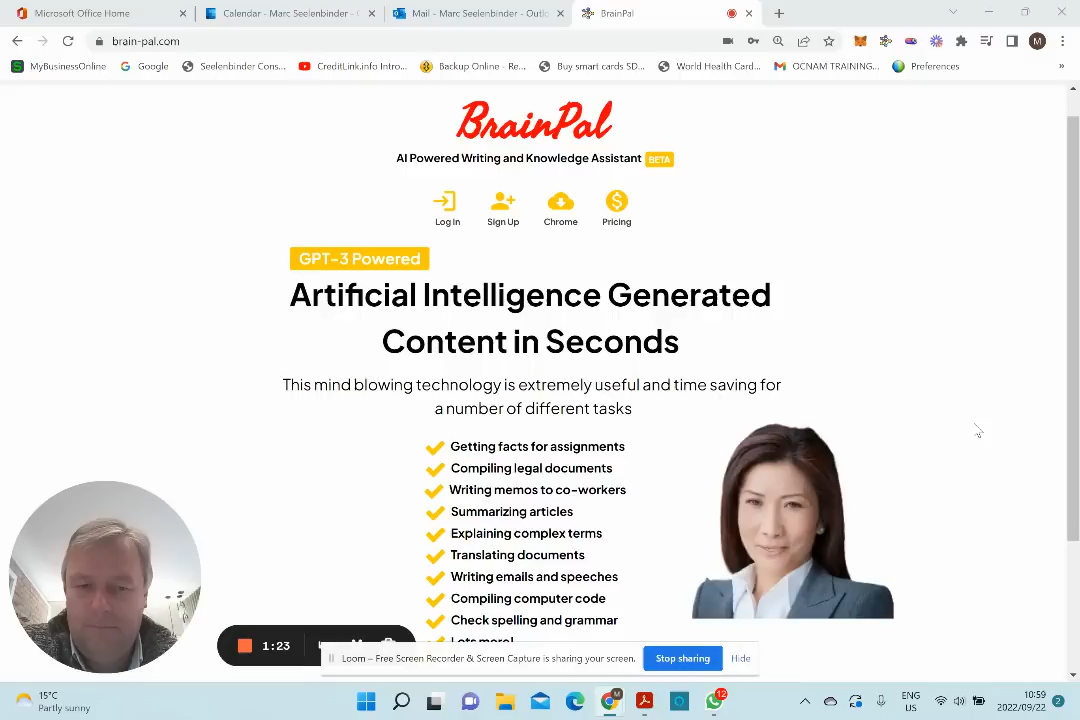 Microsoft Office Home
Calendar - Marc Seelenbinder -
Mail - Marc Seelenbinder - Outlo
BrainPal
brain-pal.com
M
MyBusinessOnline
Google
Seelenbinder Cons...
CreditLink.info Intro...
Backup Online - Re...
Buy smart cards SD...
World Health Card...
OCNAM TRAINING...
Preferences
»
BrainPal
AI Powered Writing and Knowledge Assistant BETA
Log In
Sign Up
Chrome
Pricing
GPT-3 Powered
Artificial Intelligence Generated
Content in Seconds
This mind blowing technology is extremely useful and time saving for
a number of different tasks
Getting facts for assignments
Compiling legal documents
Writing memos to co-workers
Summarizing articles
Explaining complex terms
Translating documents
Writing emails and speeches
Compiling computer code
Check spelling and grammar
Lots more!
1:23
Loom – Free Screen Recorder & Screen Capture is sharing your screen.
Stop sharing
Hide
15°C
Partly sunny
M
12
ENG
US
10:59
2022/09/22
2